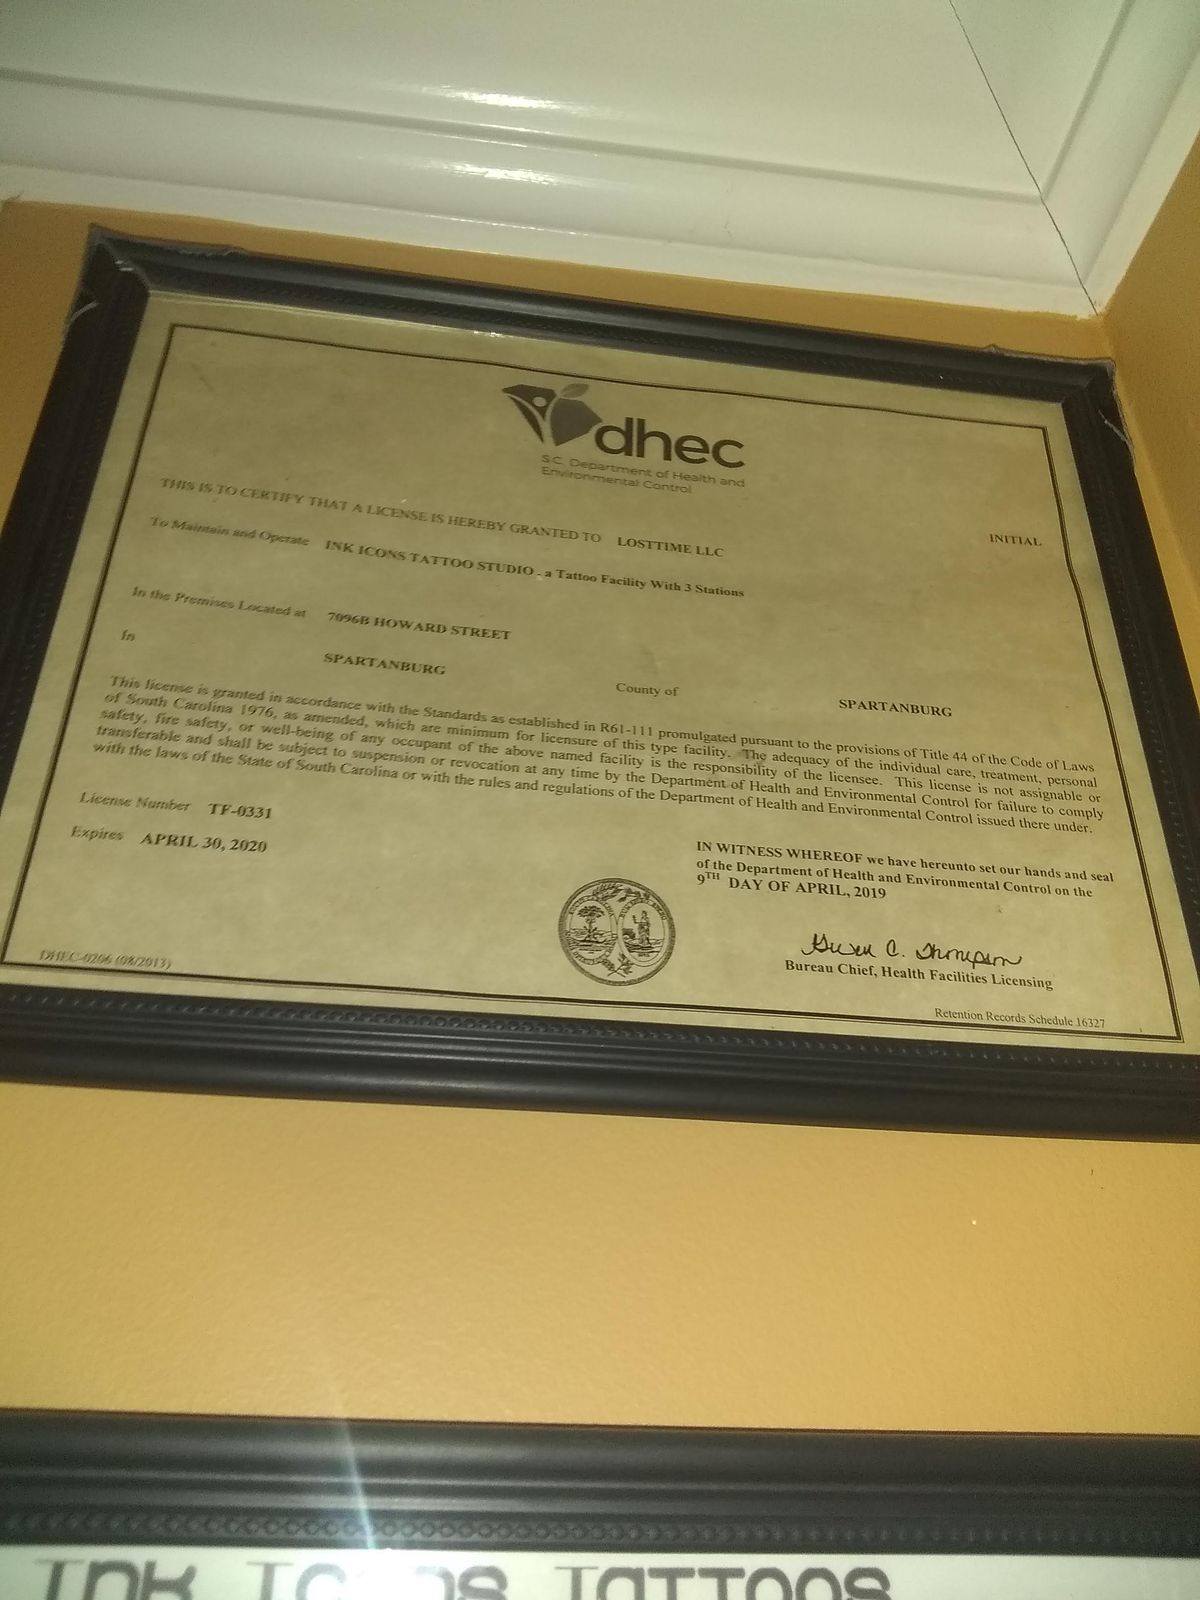 dhec
S.C. Department of Health and
Environmental Control
THIS IS TO CERTIFY THAT A LICENSE IS HEREBY GRANTED TO LOSTTIME LLC INITIAL
To Maintain and Operate INK ICONS TATTOO STUDIO - a Tattoo Facility With 3 Stations
In the Premises Located at 7096B HOWARD STREET
In SPARTANBURG County of SPARTANBURG
This license is granted in accordance with the Standards as established in R61-111 promulgated pursuant to the provisions of Title 44 of the Code of Laws
of South Carolina 1976, as amended, which are minimum for licensure of this type facility. The adequacy of the individual care, treatment, personal
safety, fire safety, or well-being of any occupant of the above named facility is the responsibility of the licensee. This license is not assignable or
transferable and shall be subject to suspension or revocation at any time by the Department of Health and Environmental Control for failure to comply
with the laws of the State of South Carolina or with the rules and regulations of the Department of Health and Environmental Control issued there under.
License Number TF-0331
Expires APRIL 30, 2020
IN WITNESS WHEREOF we have hereunto set our hands and seal
of the Department of Health and Environmental Control on the
9TH DAY OF APRIL, 2019
Gwen C. Thompson
Bureau Chief, Health Facilities Licensing
DHEC-0206 (08/2013)
Retention Records Schedule 16327
Ink Icons Tattoos